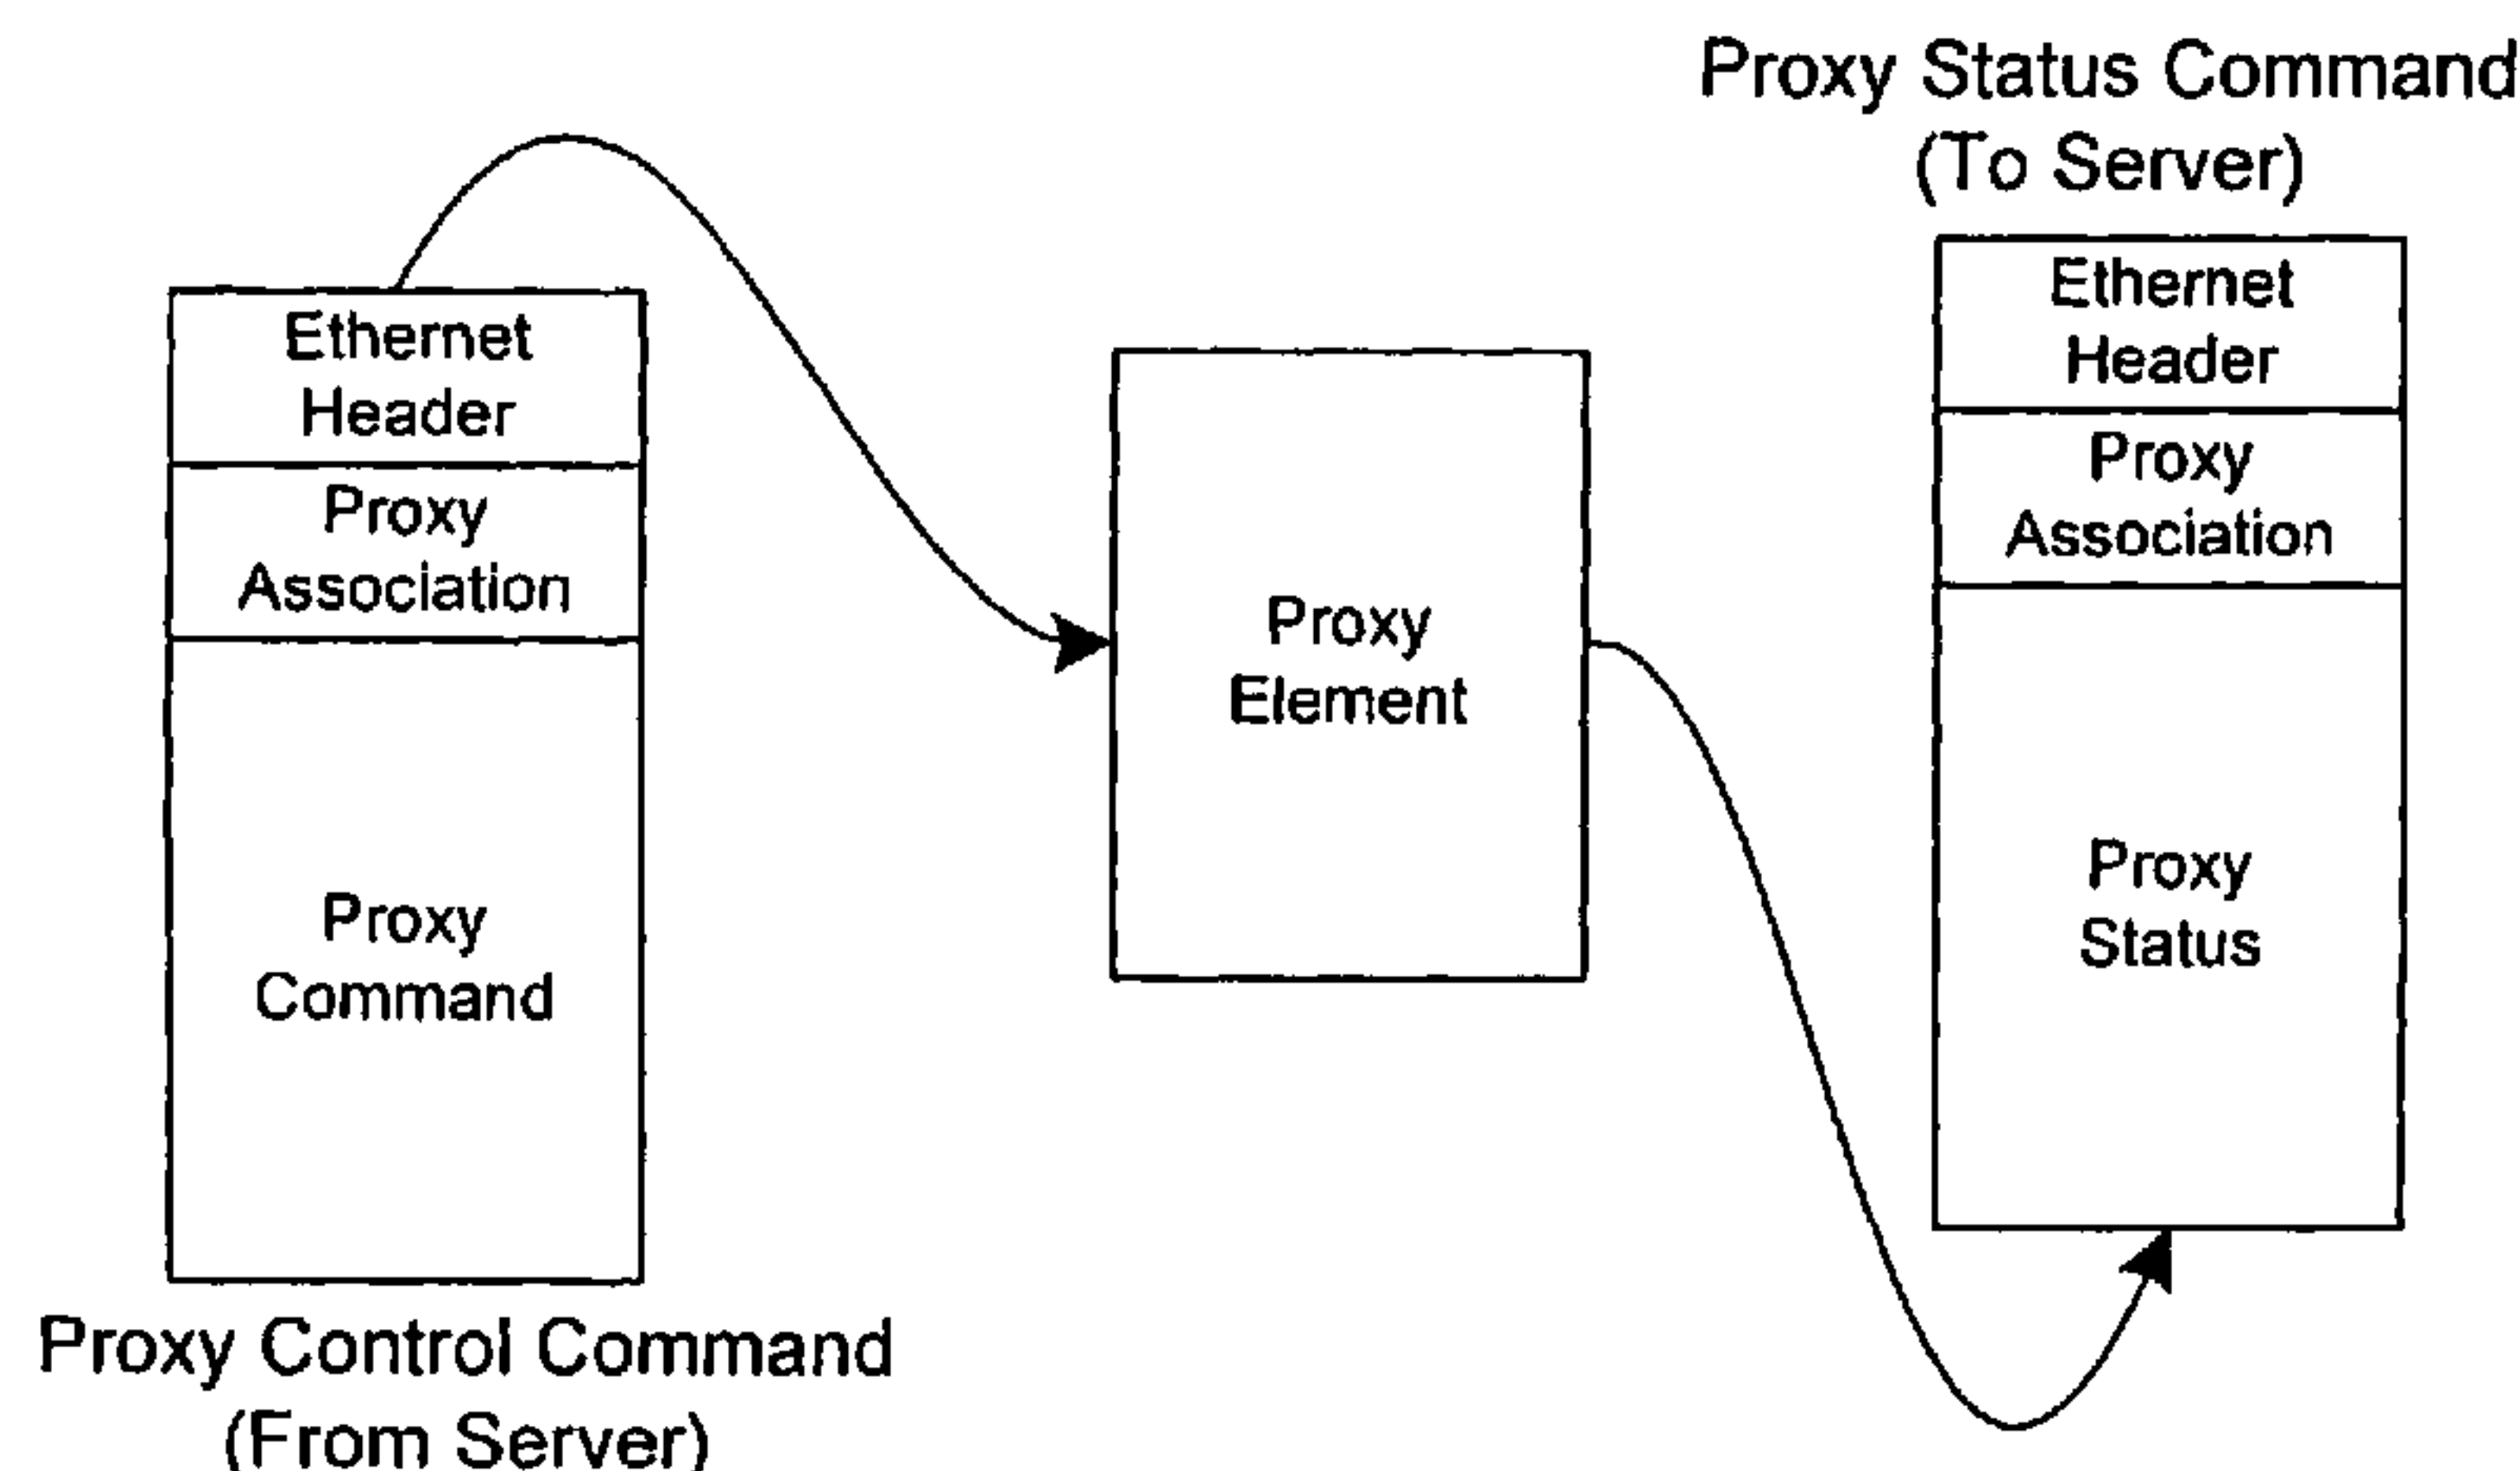 Proxy Status Command
(To Server)
Ethernet
Header
Proxy
Association
Proxy
Command
Proxy Control Command
(From Server)
Proxy
Element
Ethernet
Header
Proxy
Association
Proxy
Status